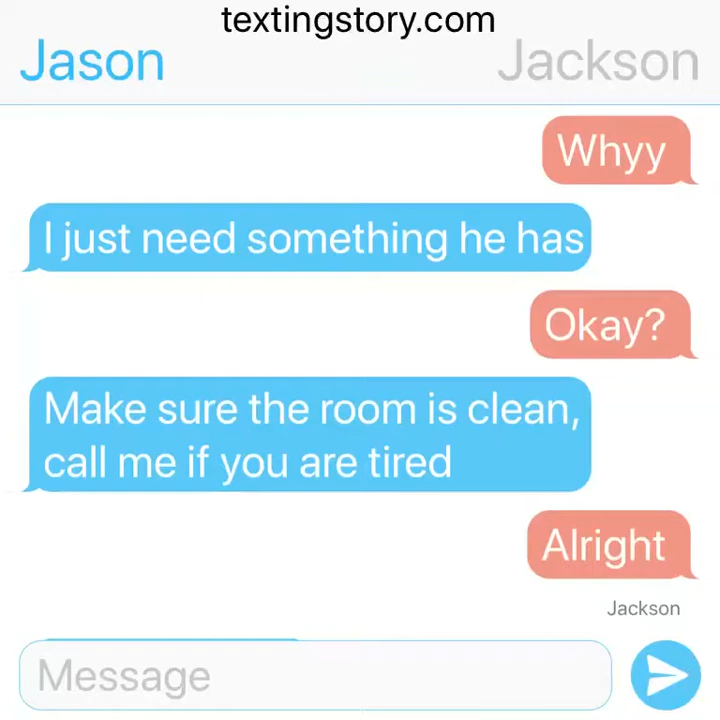 textingstory.com
Jason
Jackson
Whyy
I just need something he has
Okay?
Make sure the room is clean,
call me if you are tired
Alright
Jackson
Message